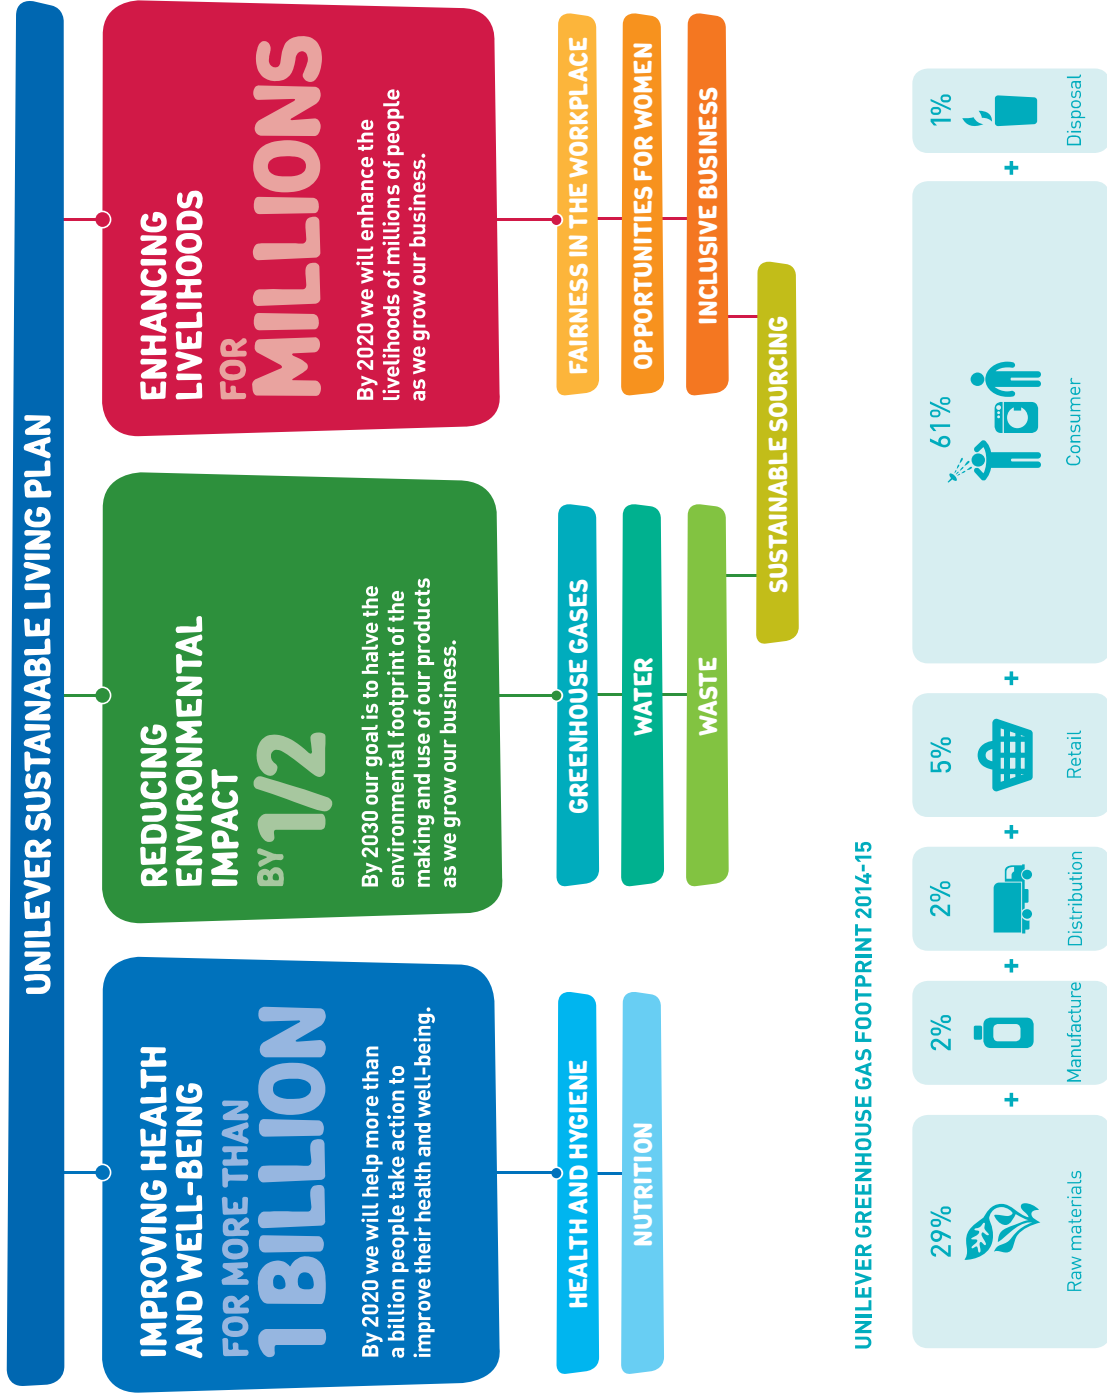 UNILEVER SUSTAINABLE LIVING PLAN
IMPROVING HEALTH
AND WELL-BEING
FOR MORE THAN
1 BILLION
By 2020 we will help more than
a billion people take action to
improve their health and well-being.
HEALTH AND HYGIENE
NUTRITION
REDUCING
ENVIRONMENTAL
IMPACT
BY 1/2
By 2030 our goal is to halve the
environmental footprint of the
making and use of our products
as we grow our business.
GREENHOUSE GASES
WATER
WASTE
ENHANCING
LIVELIHOODS
FOR
MILLIONS
By 2020 we will enhance the
livelihoods of millions of people
as we grow our business.
FAIRNESS IN THE WORKPLACE
OPPORTUNITIES FOR WOMEN
INCLUSIVE BUSINESS
SUSTAINABLE SOURCING
UNILEVER GREENHOUSE GAS FOOTPRINT 2014-15
29% + 2% + 2% + 5% + 61% + 1%
Raw materials Manufacture Distribution Retail Consumer Disposal